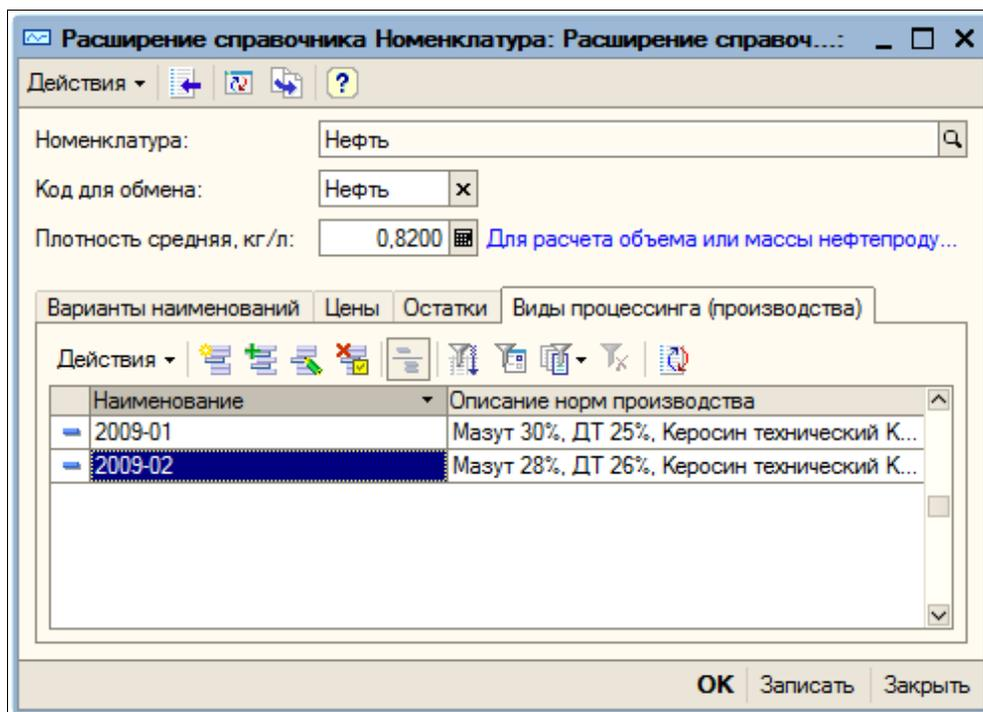 Расширение справочника Номенклатура: Расширение справоч...:
Действия
Номенклатура: Нефть
Код для обмена: Нефть
Плотность средняя, кг/л: 0,8200 Для расчета объема или массы нефтепроду...
Варианты наименований Цены Остатки Виды процессинга (производства)
Действия
Наименование Описание норм производства
2009-01 Мазут 30%, ДТ 25%, Керосин технический К...
2009-02 Мазут 28%, ДТ 26%, Керосин технический К...
OK Записать Закрыть